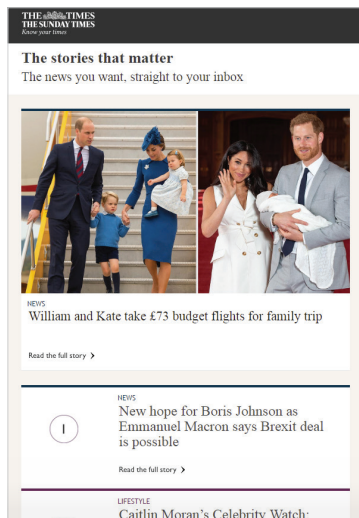 THE TIMES
THE SUNDAY TIMES
Know your times
The stories that matter
The news you want, straight to your inbox
NEWS
William and Kate take £73 budget flights for family trip
Read the full story
NEWS
1
New hope for Boris Johnson as
Emmanuel Macron says Brexit deal
is possible
Read the full story
LIFESTYLE
Caitlin Moran's Celebrity Watch: